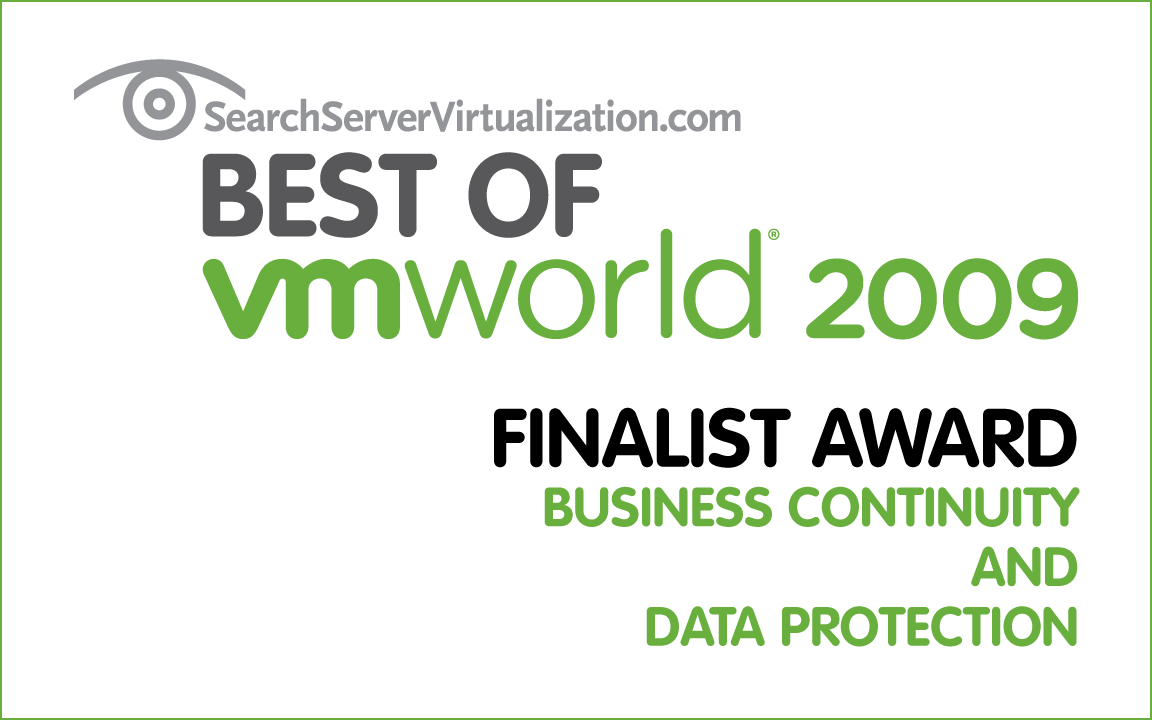 SearchServerVirtualization.com
BEST OF
vmworld® 2009
FINALIST AWARD
BUSINESS CONTINUITY
AND
DATA PROTECTION